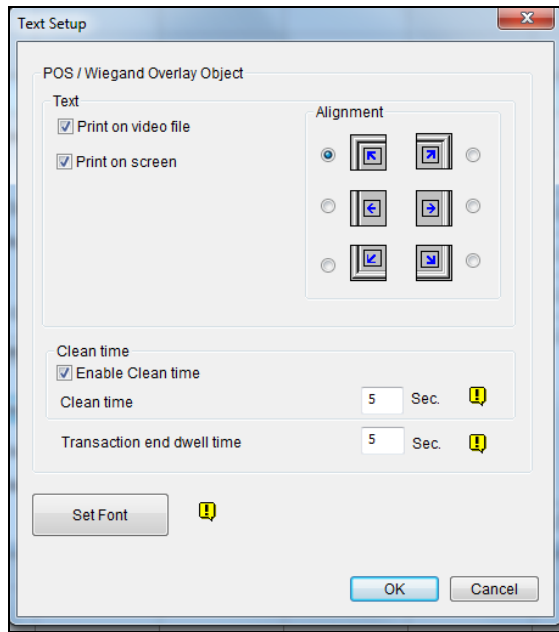 Text Setup
POS / Wiegand Overlay Object
Text
Print on video file
Print on screen
Alignment
Clean time
Enable Clean time
Clean time 5 Sec.
Transaction end dwell time 5 Sec.
Set Font
OK Cancel